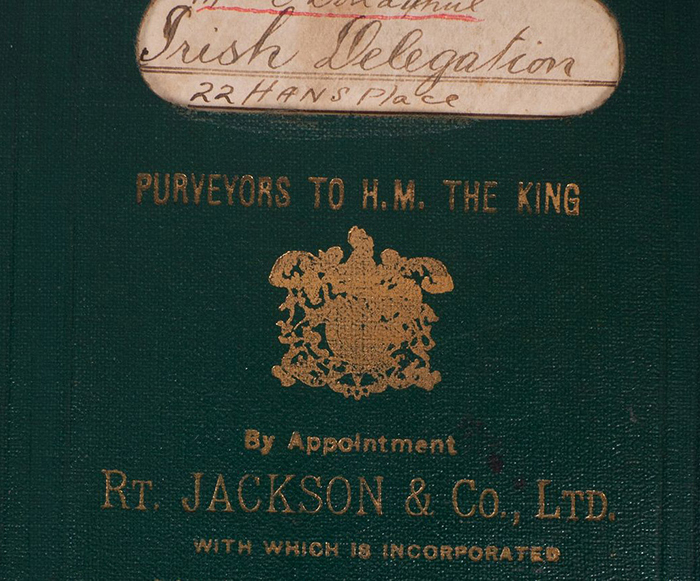 Irish Delegation
22 HANS Place
PURVEYORS TO H.M. THE KING
By Appointment
RT. JACKSON & Co., LTD.
WITH WHICH IS INCORPORATED